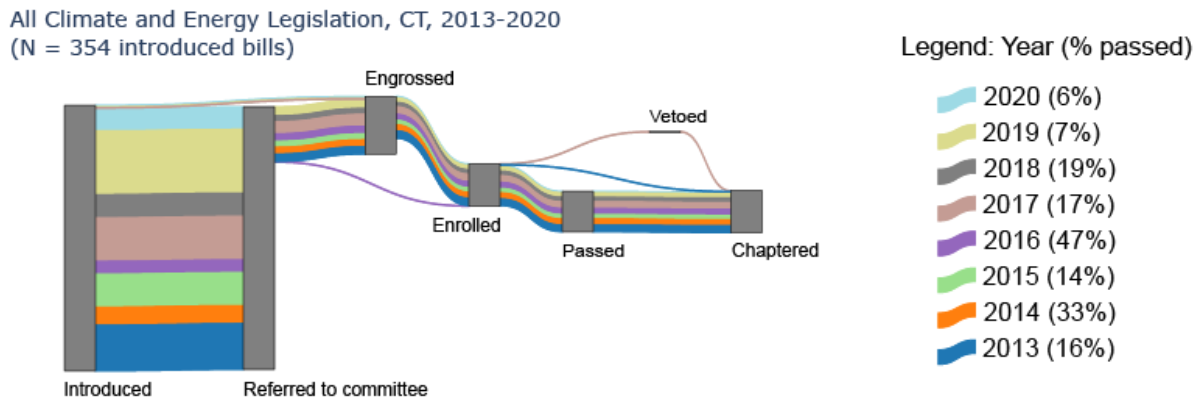 All Climate and Energy Legislation, CT, 2013-2020
(N = 354 introduced bills)
Legend: Year (% passed)
Engrossed
Vetoed
Enrolled
Passed
Chaptered
Introduced
Referred to committee
2020 (6%)
2019 (7%)
2018 (19%)
2017 (17%)
2016 (47%)
2015 (14%)
2014 (33%)
2013 (16%)